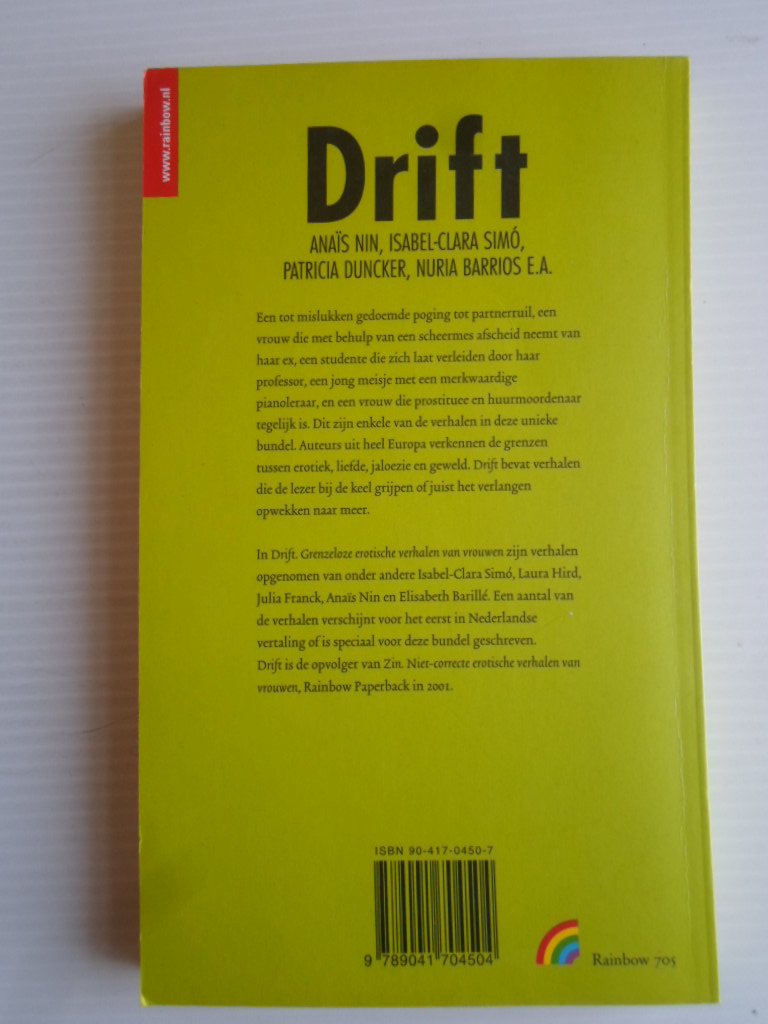 www.rainbow.nl
Drift
ANAÏS NIN, ISABEL-CLARA SIMÓ,
PATRICIA DUNCKER, NURIA BARRIOS E.A.
Een tot mislukken gedoemde poging tot partnerruil, een
vrouw die met behulp van een scheermes afscheid neemt van
haar ex, een studente die zich laat verleiden door haar
professor, een jong meisje met een merkwaardige
pianoleraar, en een vrouw die prostituee en huurmoordenaar
tegelijk is. Dit zijn enkele van de verhalen in deze unieke
bundel. Auteurs uit heel Europa verkennen de grenzen
tussen erotiek, liefde, jaloezie en geweld. Drift bevat verhalen
die de lezer bij de keel grijpen of juist het verlangen
opwekken naar meer.
In Drift. Grenzeloze erotische verhalen van vrouwen zijn verhalen
opgenomen van onder andere Isabel-Clara Simó, Laura Hird,
Julia Franck, Anaïs Nin en Elisabeth Barillé. Een aantal van
de verhalen verschijnt voor het eerst in Nederlandse
vertaling of is speciaal voor deze bundel geschreven.
Drift is de opvolger van Zin. Niet-correcte erotische verhalen van
vrouwen, Rainbow Paperback in 2001.
ISBN 90-417-0450-7
9 789041 704504
Rainbow 705